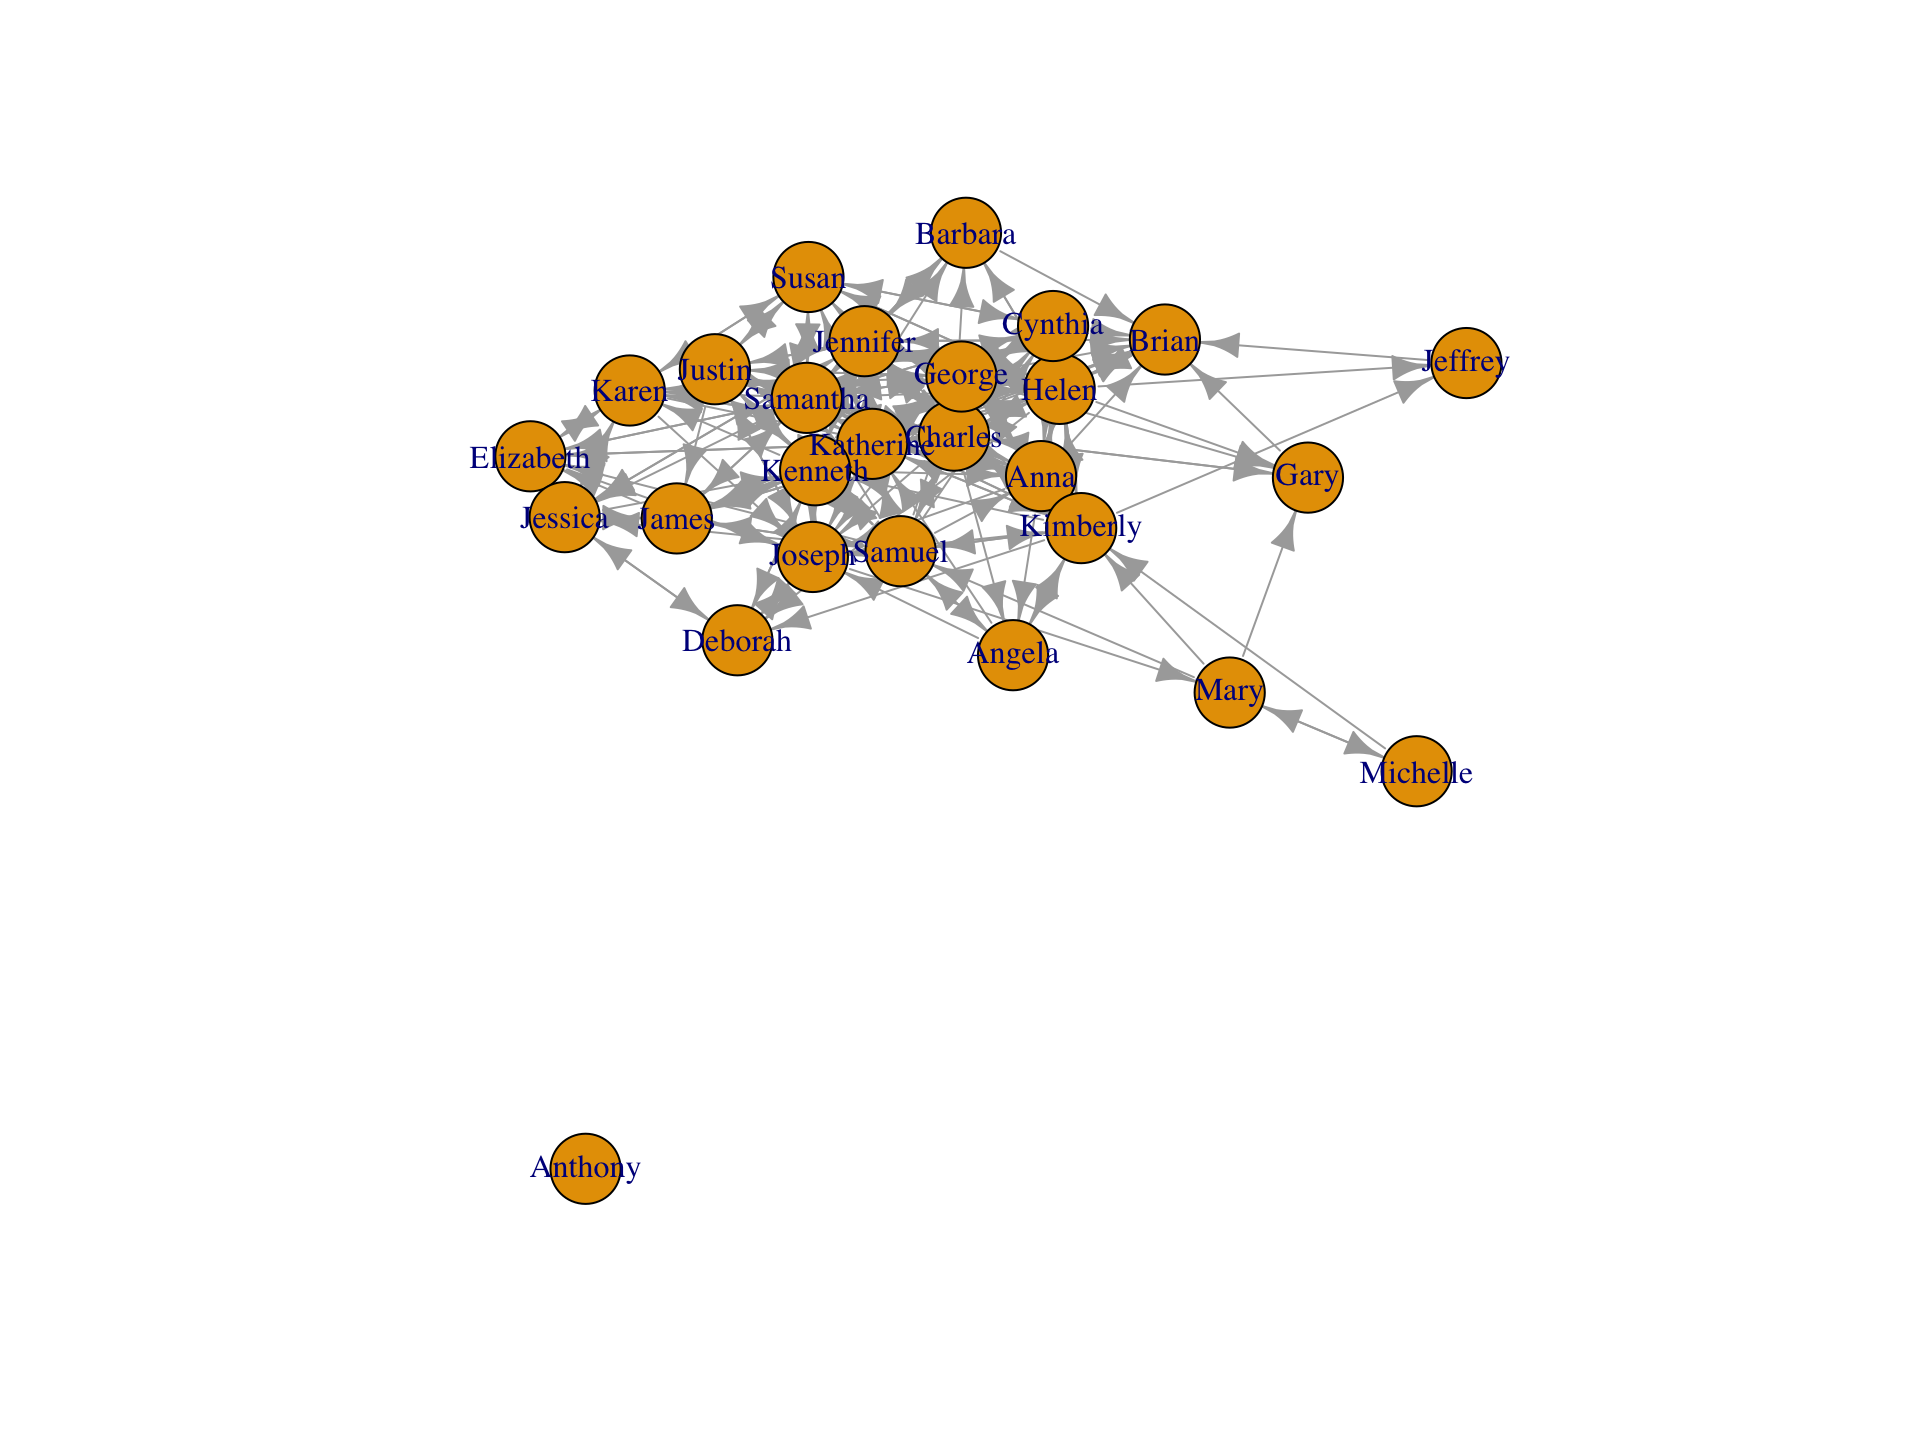 Barbara
Susan
Cynthia
Jennifer
Brian
Jeffrey
Justin
George
Karen
Helen
Samantha
Charles
Katherine
Elizabeth
Kenneth
Anna
Gary
Jessica
James
Kimberly
Joseph
Samuel
Deborah
Angela
Mary
Michelle
Anthony